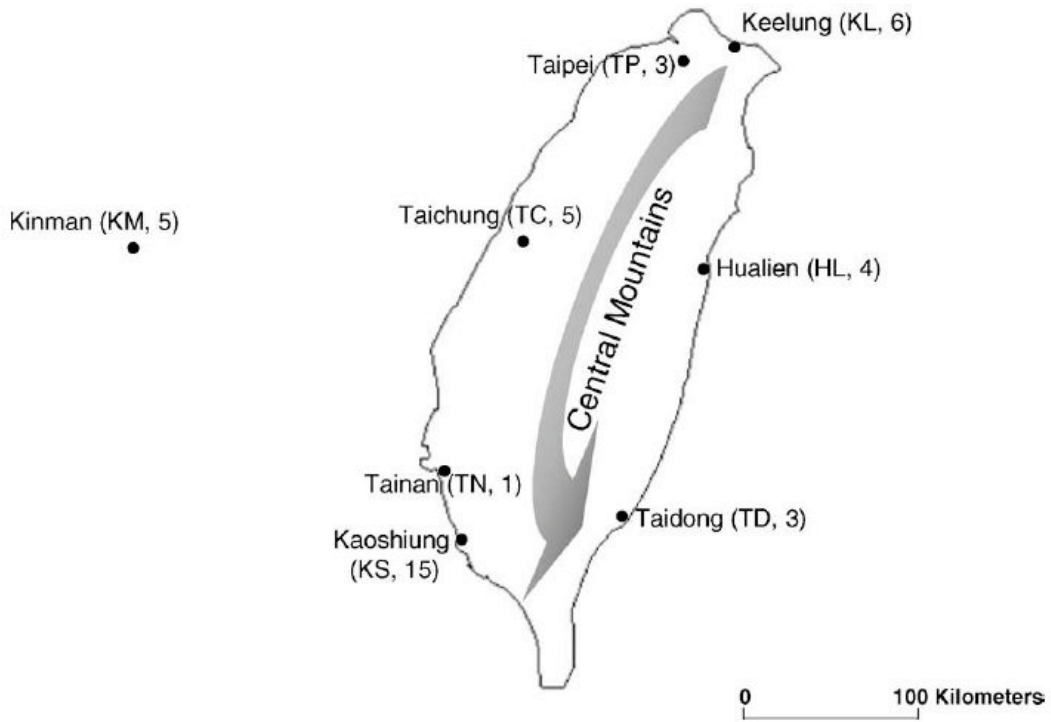 Keelung (KL, 6)
Taipei (TP, 3)
Kinman (KM, 5)
Taichung (TC, 5)
Central Mountains
Hualien (HL, 4)
Tainan (TN, 1)
Taidong (TD, 3)
Kaoshiung
(KS, 15)
0 100 Kilometers